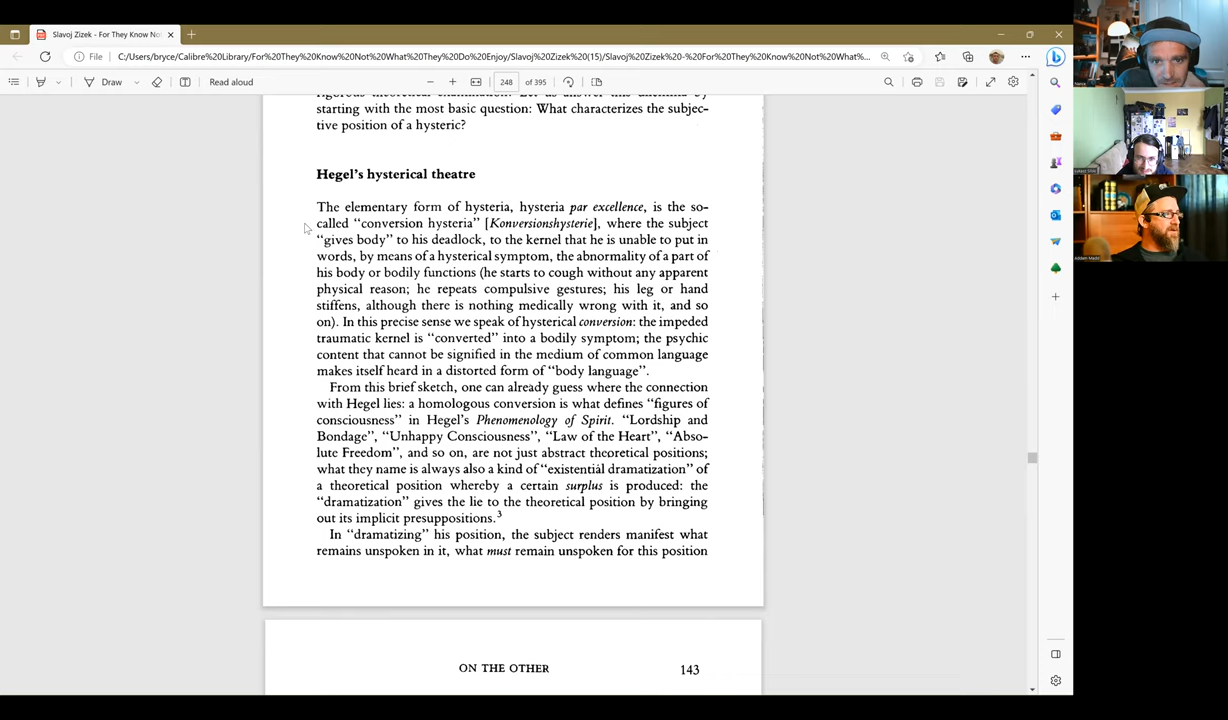 Slavoj Zizek - For They Know Not
File
C:/Users/bryce/Calibre%20Library/For%20They%20Know%20Not%20What%20They%20Do%20Enjoy/Slavoj%20Zizek%20(15)/Slavoj%20Zizek%20-%20For%20They%20Know%20Not%20What%...
Draw
Read aloud
248 of 395
starting with the most basic question: What characterizes the subjec-
tive position of a hysteric?
Hegel's hysterical theatre
The elementary form of hysteria, hysteria par excellence, is the so-
called "conversion hysteria" [Konversionshysterie], where the subject
"gives body" to his deadlock, to the kernel that he is unable to put in
words, by means of a hysterical symptom, the abnormality of a part of
his body or bodily functions (he starts to cough without any apparent
physical reason; he repeats compulsive gestures; his leg or hand
stiffens, although there is nothing medically wrong with it, and so
on). In this precise sense we speak of hysterical conversion: the impeded
traumatic kernel is "converted" into a bodily symptom; the psychic
content that cannot be signified in the medium of common language
makes itself heard in a distorted form of "body language".
From this brief sketch, one can already guess where the connection
with Hegel lies: a homologous conversion is what defines "figures of
consciousness" in Hegel's Phenomenology of Spirit. "Lordship and
Bondage", "Unhappy Consciousness", "Law of the Heart", "Abso-
lute Freedom", and so on, are not just abstract theoretical positions;
what they name is always also a kind of "existential dramatization" of
a theoretical position whereby a certain surplus is produced: the
"dramatization" gives the lie to the theoretical position by bringing
out its implicit presuppositions.3
In "dramatizing" his position, the subject renders manifest what
remains unspoken in it, what must remain unspoken for this position
ON THE OTHER 143